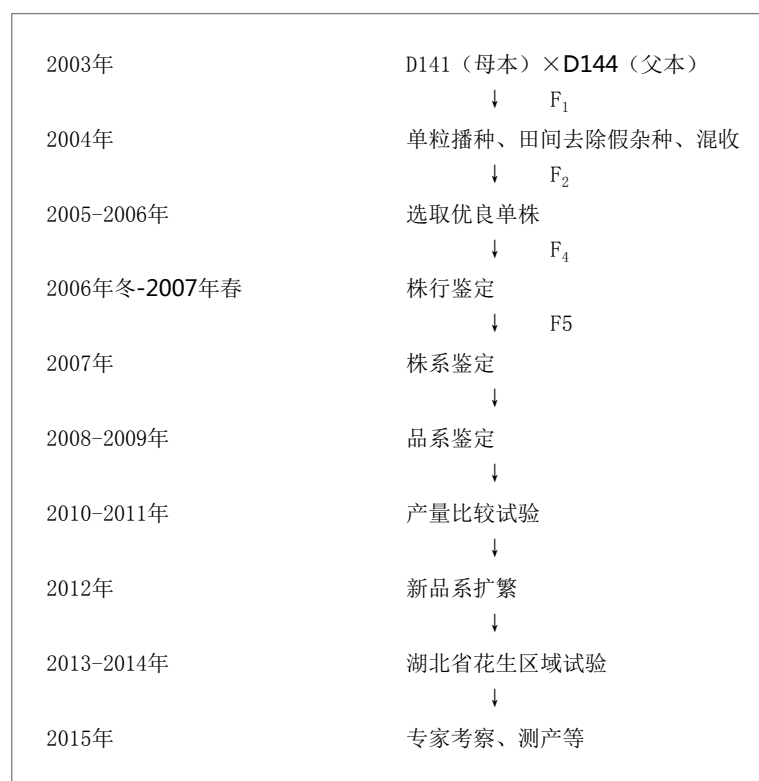 2003年 D141（母本）×D144（父本）
↓ F₁
2004年 单粒播种、田间去除假杂种、混收
↓ F₂
2005-2006年 选取优良单株
↓ F₄
2006年冬-2007年春 株行鉴定
↓ F5
2007年 株系鉴定
↓
2008-2009年 品系鉴定
↓
2010-2011年 产量比较试验
↓
2012年 新品系扩繁
↓
2013-2014年 湖北省花生区域试验
↓
2015年 专家考察、测产等